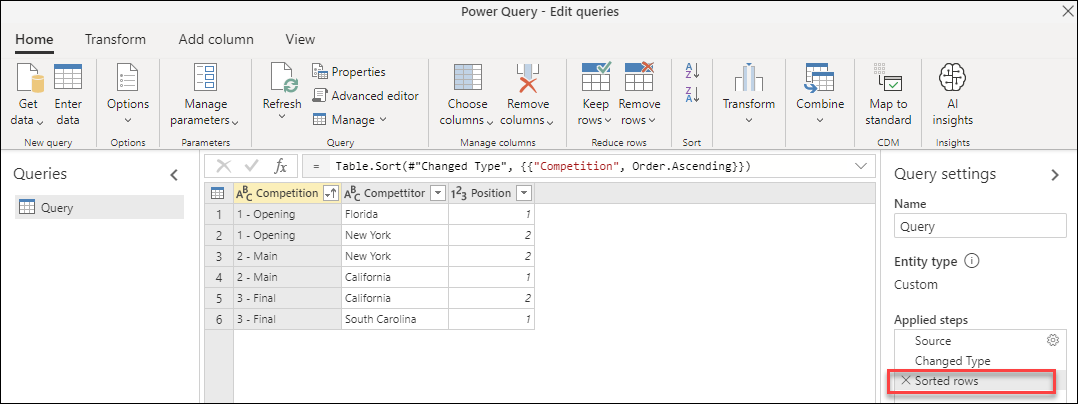 Power Query - Edit queries
Home Transform Add column View
Get data
Enter data
Options
Manage parameters
Refresh
Properties
Advanced editor
Manage
Choose columns
Remove columns
Keep rows
Remove rows
A Z
Z A
Transform
Combine
Map to standard
AI insights
New query Options Parameters Query Manage columns Reduce rows Sort CDM Insights
Queries
Query
fx = Table.Sort(#"Changed Type", {{"Competition", Order.Ascending}})
ABC Competition ABC Competttitor 123 Position
1 1 - Opening Florida 1
2 1 - Opening New York 2
3 2 - Main New York 2
4 2 - Main California 1
5 3 - Final California 2
6 3 - Final South Carolina 1
Query settings
Name
Query
Entity type
Custom
Applied steps
Source
Changed Type
Sorted rows